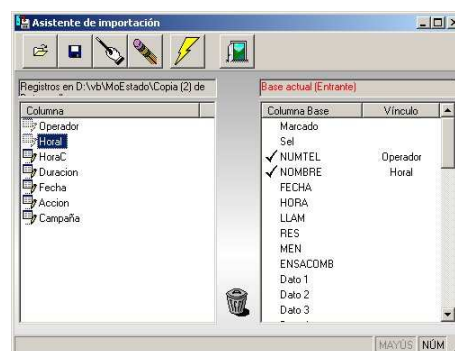 Asistente de importación
Registros en D:\vb\MoEstado\Copia (2) de
Base actual (Entrante)
Columna
Operador
HoraI
HoraC
Duracion
Fecha
Accion
Campaña
Columna Base Vínculo
Marcado
Sel
NUMTEL Operador
NOMBRE HoraI
FECHA
HORA
LLAM
RES
MEN
ENSACOMB
Dato 1
Dato 2
Dato 3
MAYÚS NÚM